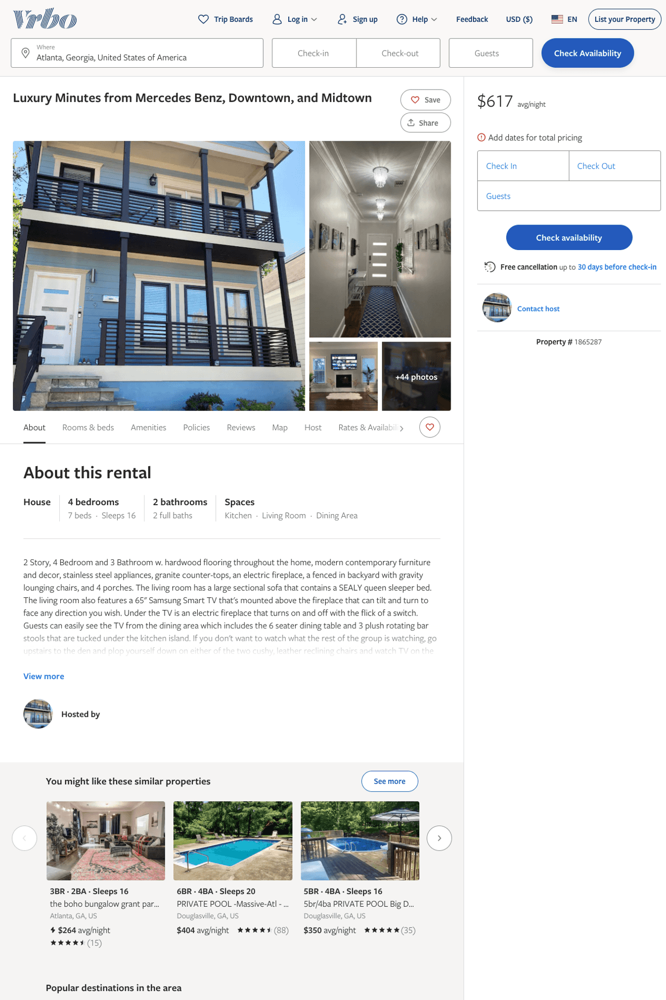 Vrbo
Trip Boards
Log in
Sign up
Help
Feedback
USD ($)
EN
List your Property
Where
Atlanta, Georgia, United States of America
Check-in
Check-out
Guests
Check Availability
Luxury Minutes from Mercedes Benz, Downtown, and Midtown
Save
Share
$617 avg/night
Add dates for total pricing
Check In
Check Out
Guests
Check availability
Free cancellation up to 30 days before check-in
Contact host
Property # 1865287
+44 photos
About
Rooms & beds
Amenities
Policies
Reviews
Map
Host
Rates & Availabili
About this rental
House
4 bedrooms
7 beds · Sleeps 16
2 bathrooms
2 full baths
Spaces
Kitchen · Living Room · Dining Area
2 Story, 4 Bedroom and 3 Bathroom w. hardwood flooring throughout the home, modern contemporary furniture
and decor, stainless steel appliances, granite counter-tops, an electric fireplace, a fenced in backyard with gravity
lounging chairs, and 4 porches. The living room has a large sectional sofa that contains a SEALY queen sleeper bed.
The living room also features a 65” Samsung Smart TV that's mounted above the fireplace that can tilt and turn to
face any direction you wish. Under the TV is an electric fireplace that turns on and off with the flick of a switch.
Guests can easily see the TV from the dining area which includes the 6 seater dining table and 3 plush rotating bar
stools that are tucked under the kitchen island. If you don't want to watch what the rest of the group is watching, go
upstairs to the den and plop yourself down on either of the two cushy, leather reclining chairs and watch TV on the
View more
Hosted by
You might like these similar properties
See more
3BR · 2BA · Sleeps 16
the boho bungalow grant par...
Atlanta, GA, US
$264 avg/night
(15)
6BR · 4BA · Sleeps 20
PRIVATE POOL -Massive-Atl - ...
Douglasville, GA, US
$404 avg/night
(88)
5BR · 4BA · Sleeps 16
5br/4ba PRIVATE POOL Big D...
Douglasville, GA, US
$350 avg/night
(35)
Popular destinations in the area